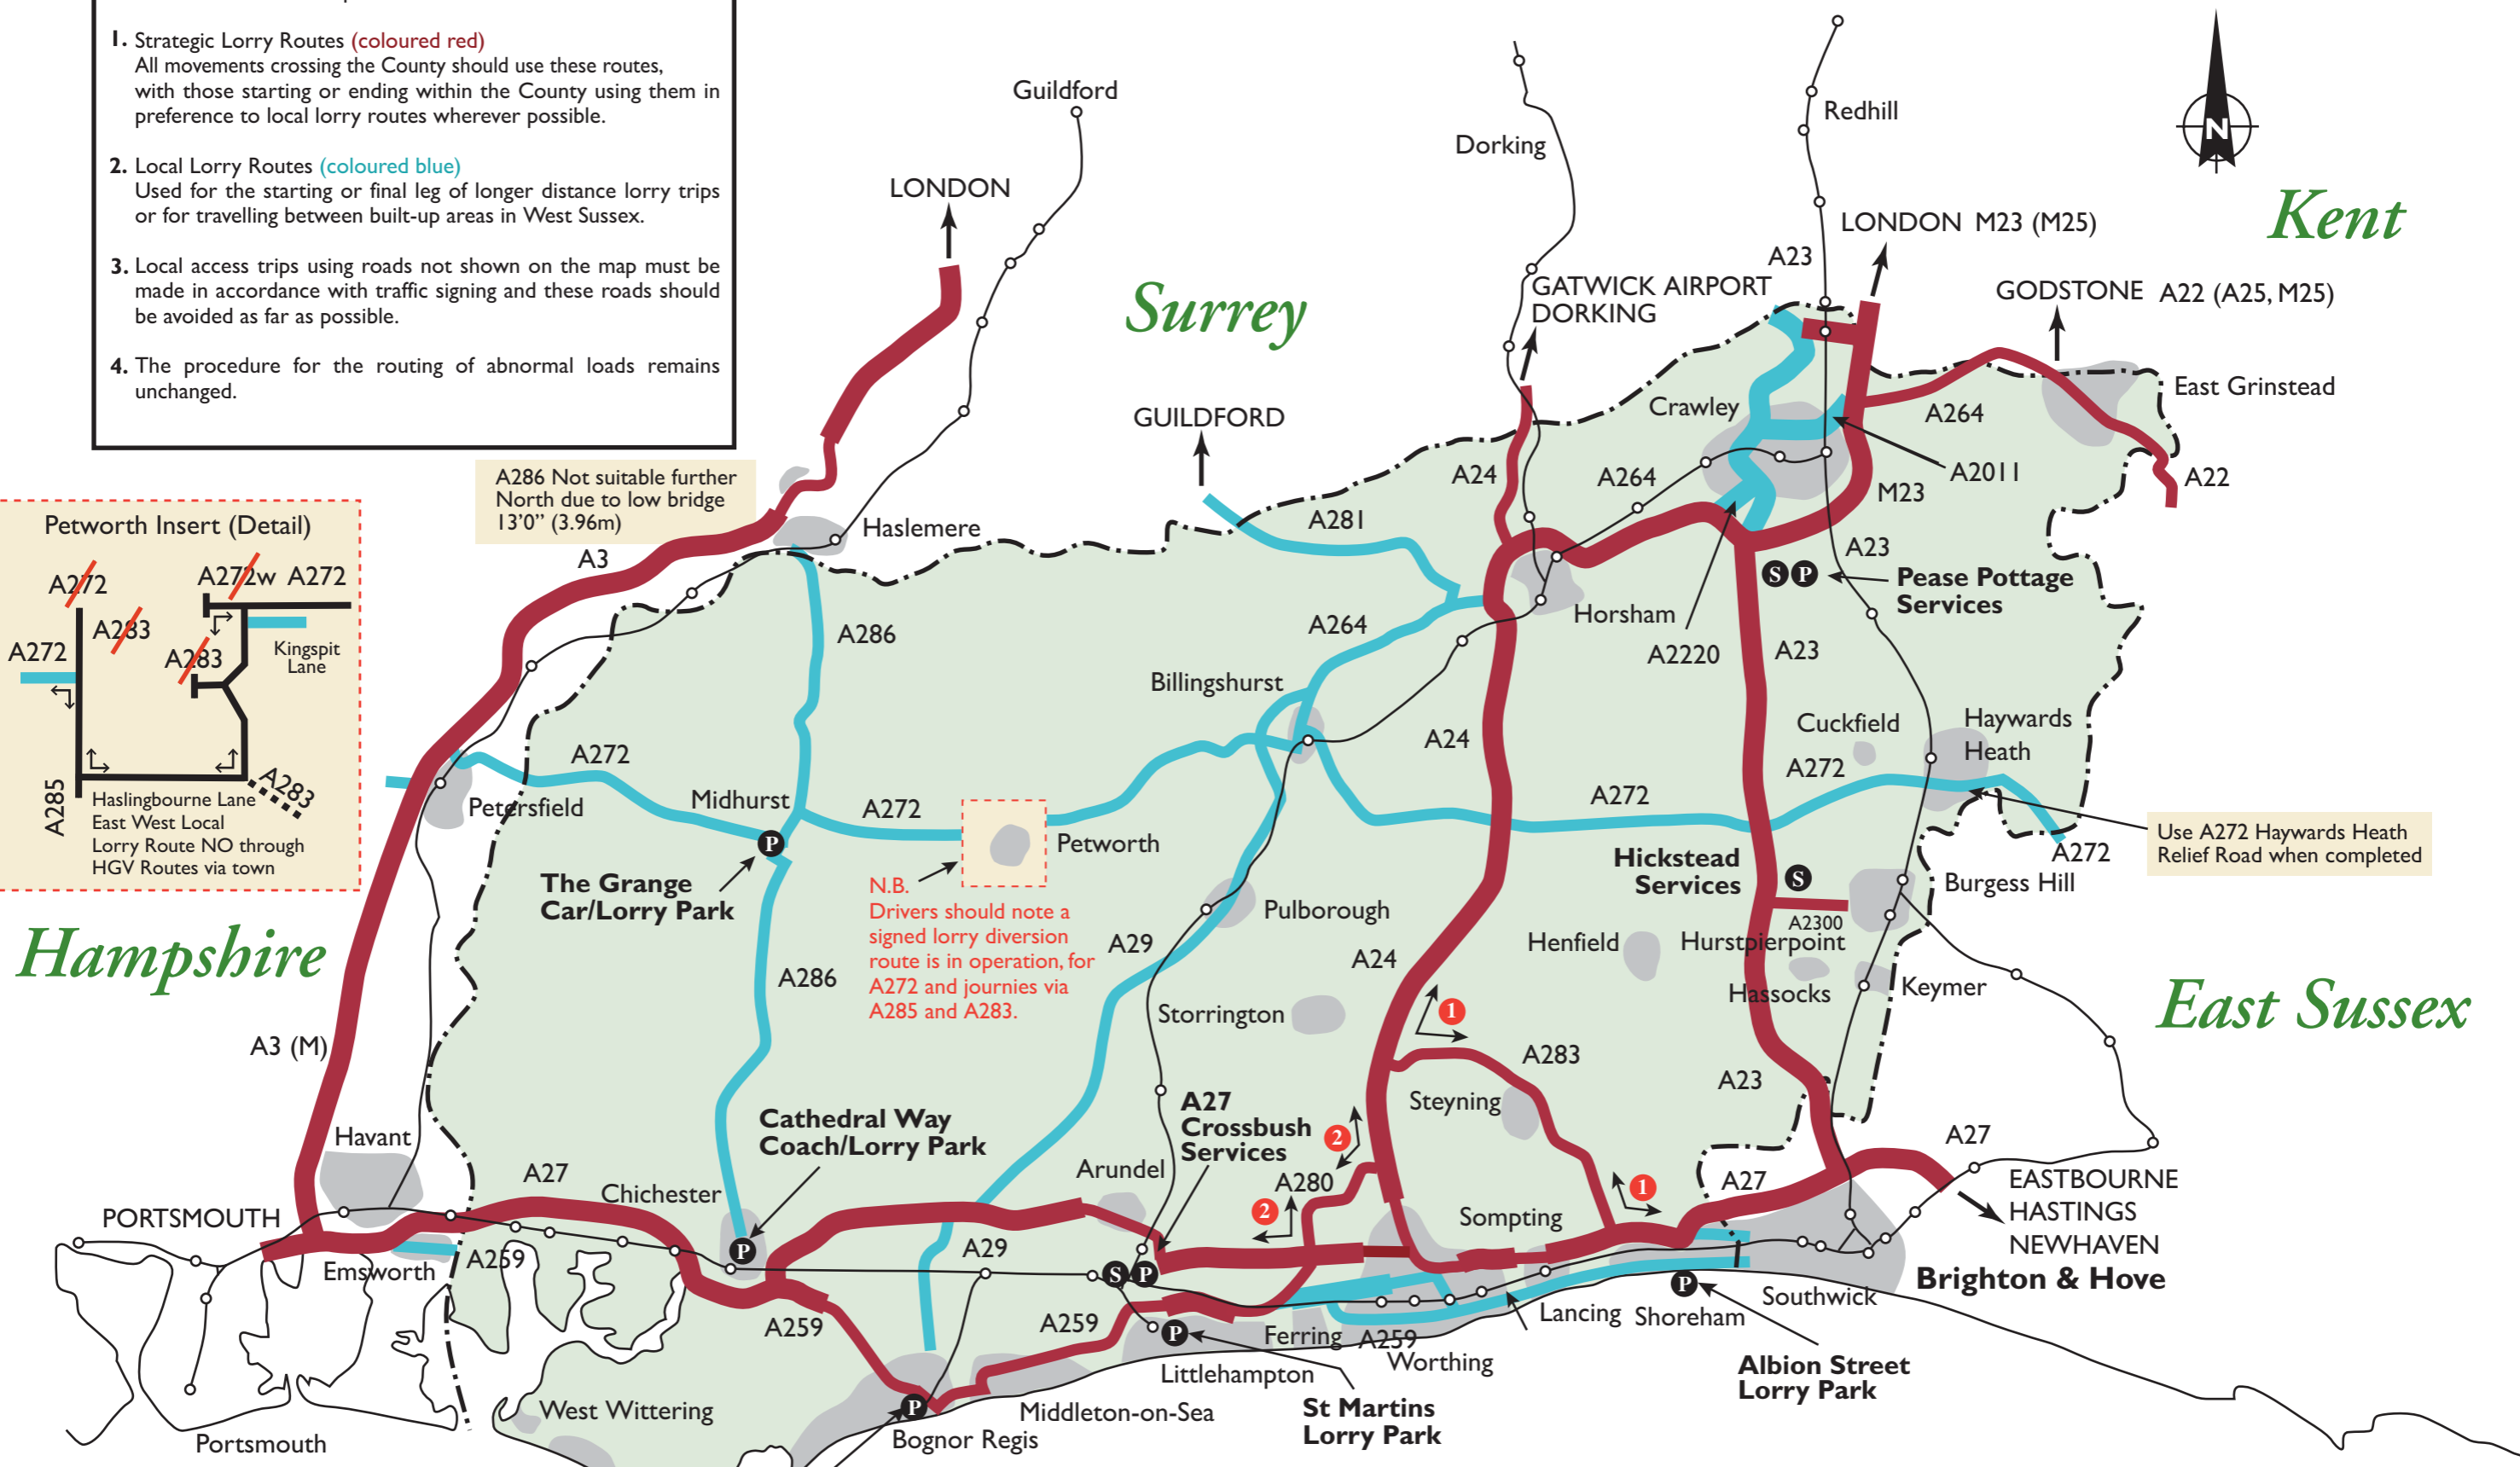 1. Strategic Lorry Routes (coloured red)
All movements crossing the County should use these routes,
with those starting or ending within the County using them in
preference to local lorry routes wherever possible.
2. Local Lorry Routes (coloured blue)
Used for the starting or final leg of longer distance lorry trips
or for travelling between built-up areas in West Sussex.
3. Local access trips using roads not shown on the map must be
made in accordance with traffic signing and these roads should
be avoided as far as possible.
4. The procedure for the routing of abnormal loads remains
unchanged.
Guildford
LONDON
Dorking
Redhill
N
Kent
LONDON M23 (M25)
A23
GATWICK AIRPORT
DORKING
GODSTONE A22 (A25, M25)
Surrey
East Grinstead
GUILDFORD
Crawley
A264
A286 Not suitable further
North due to low bridge
13'0" (3.96m)
A24
A264
A2011
A22
M23
Haslemere
A281
A3
A23
S P
Pease Pottage
Services
Petworth Insert (Detail)
A272
A272w A272
A283
A272
A283
Kingspit
Lane
A285
A283
Haslingbourne Lane
East West Local
Lorry Route NO through
HGV Routes via town
A286
A264
Horsham
A2220
A23
Billingshurst
Cuckfield
Haywards
Heath
A24
A272
A272
Petersfield
Midhurst
A272
A272
Petworth
P
The Grange
Car/Lorry Park
N.B.
Drivers should note a
signed lorry diversion
route is in operation, for
A272 and journies via
A285 and A283.
Use A272 Haywards Heath
Relief Road when completed
A272
Hickstead
Services
S
Burgess Hill
A2300
Pulborough
A29
Henfield
Hurstpierpoint
Hampshire
A24
A286
Hassocks
Keymer
East Sussex
Storrington
1
A3 (M)
A283
A23
Steyning
A27
Crossbush
Services
Cathedral Way
Coach/Lorry Park
2
Havant
A27
Arundel
A280
A27
A27
Chichester
1
EASTBOURNE
HASTINGS
NEWHAVEN
PORTSMOUTH
2
Sompting
P
A29
A259
Emsworth
S P
Brighton & Hove
P
Southwick
Lancing
Shoreham
A259
A259
P
Ferring
A259
Worthing
Littlehampton
Albion Street
Lorry Park
West Wittering
P
Middleton-on-Sea
St Martins
Lorry Park
Bognor Regis
Portsmouth